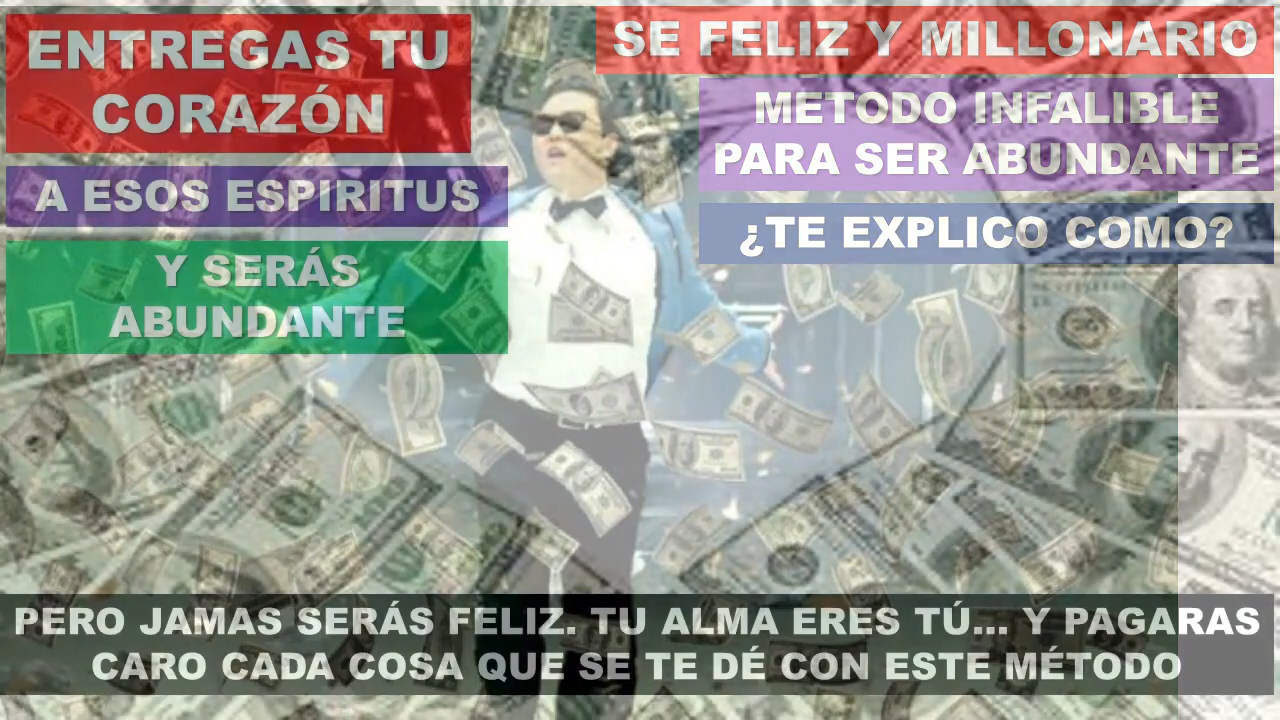 ENTREGAS TU
CORAZÓN
A ESOS ESPIRITUS
Y SERÁS
ABUNDANTE
SE FELIZ Y MILLONARIO
METODO INFALIBLE
PARA SER ABUNDANTE
¿TE EXPLICO COMO?
PERO JAMAS SERÁS FELIZ. TU ALMA ERES TÚ... Y PAGARAS
CARO CADA COSA QUE SE TE DÉ CON ESTE MÉTODO